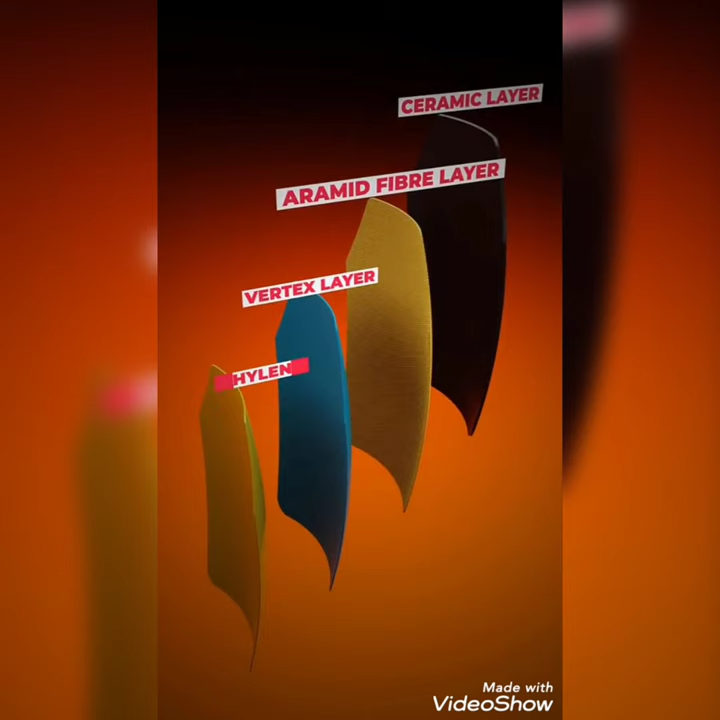 CERAMIC LAYER
ARAMID FIBRE LAYER
VERTEX LAYER
HYLEN
Made with
VideoShow